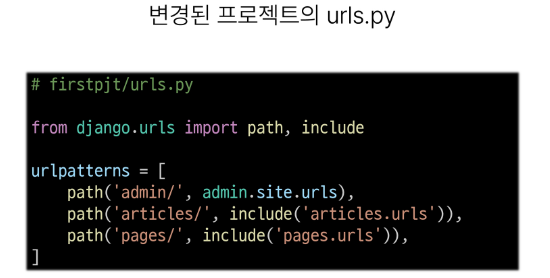 변경된 프로젝트의 urls.py
# firstpjt/urls.py
from django.urls import path, include
urlpatterns = [
    path('admin/', admin.site.urls),
    path('articles/', include('articles.urls')),
    path('pages/', include('pages.urls')),
]